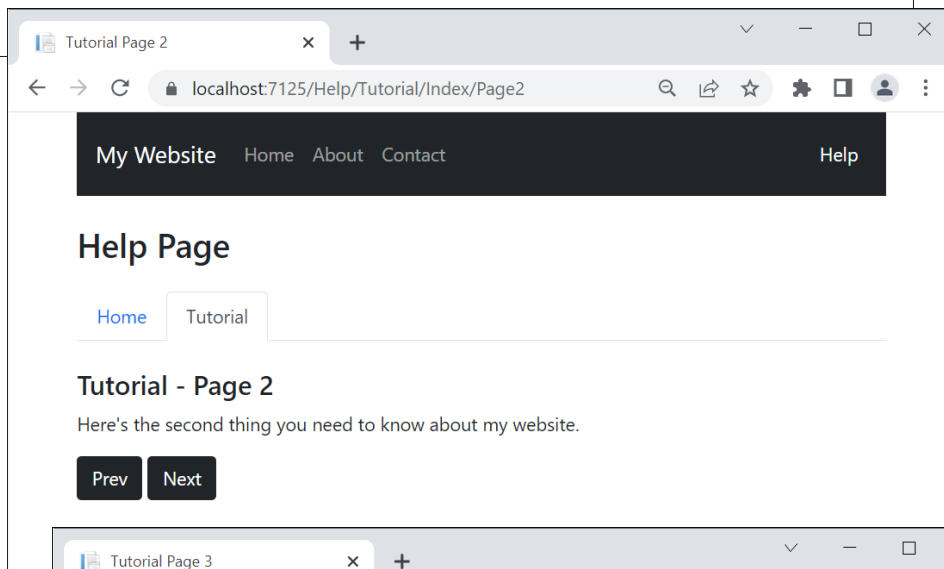 Tutorial Page 2
localhost:7125/Help/Tutorial/Index/Page2
My Website Home About Contact Help
Help Page
Home Tutorial
Tutorial - Page 2
Here's the second thing you need to know about my website.
Prev Next
Tutorial Page 3